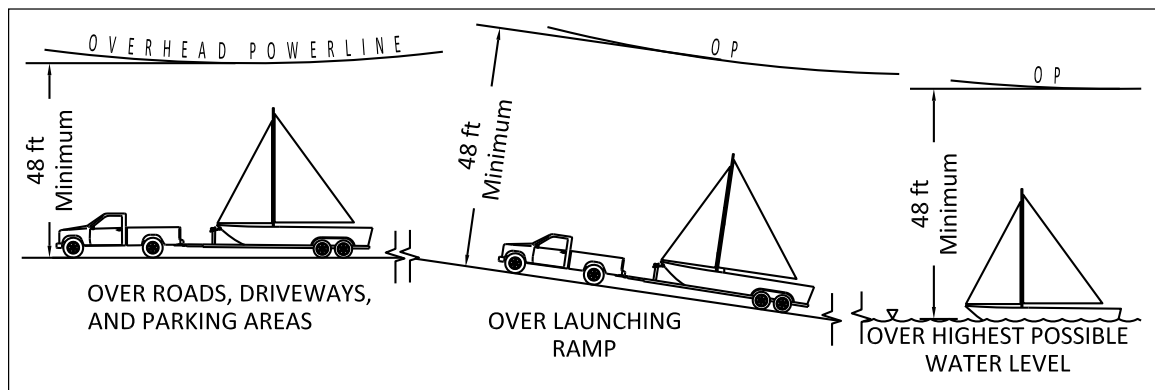 OVERHEAD POWERLINE
48 ft
Minimum
OVER ROADS, DRIVEWAYS,
AND PARKING AREAS
OP
48 ft
Minimum
OVER LAUNCHING
RAMP
OP
48 ft
Minimum
OVER HIGHEST POSSIBLE
WATER LEVEL